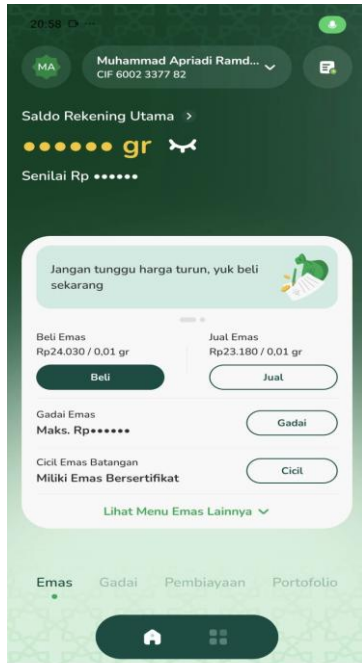 20:58
MA
Muhammad Apriadi Ramd...
CIF 6002 3377 82
Saldo Rekening Utama >
•••••• gr
Senilai Rp ••••••
Jangan tunggu harga turun, yuk beli
sekarang
Beli Emas
Rp24.030 / 0,01 gr
Beli
Jual Emas
Rp23.180 / 0,01 gr
Jual
Gadai Emas
Maks. Rp••••••
Gadai
Cicil Emas Batangan
Miliki Emas Bersertifikat
Cicil
Lihat Menu Emas Lainnya
Emas Gadai Pembiayaan Portofolio